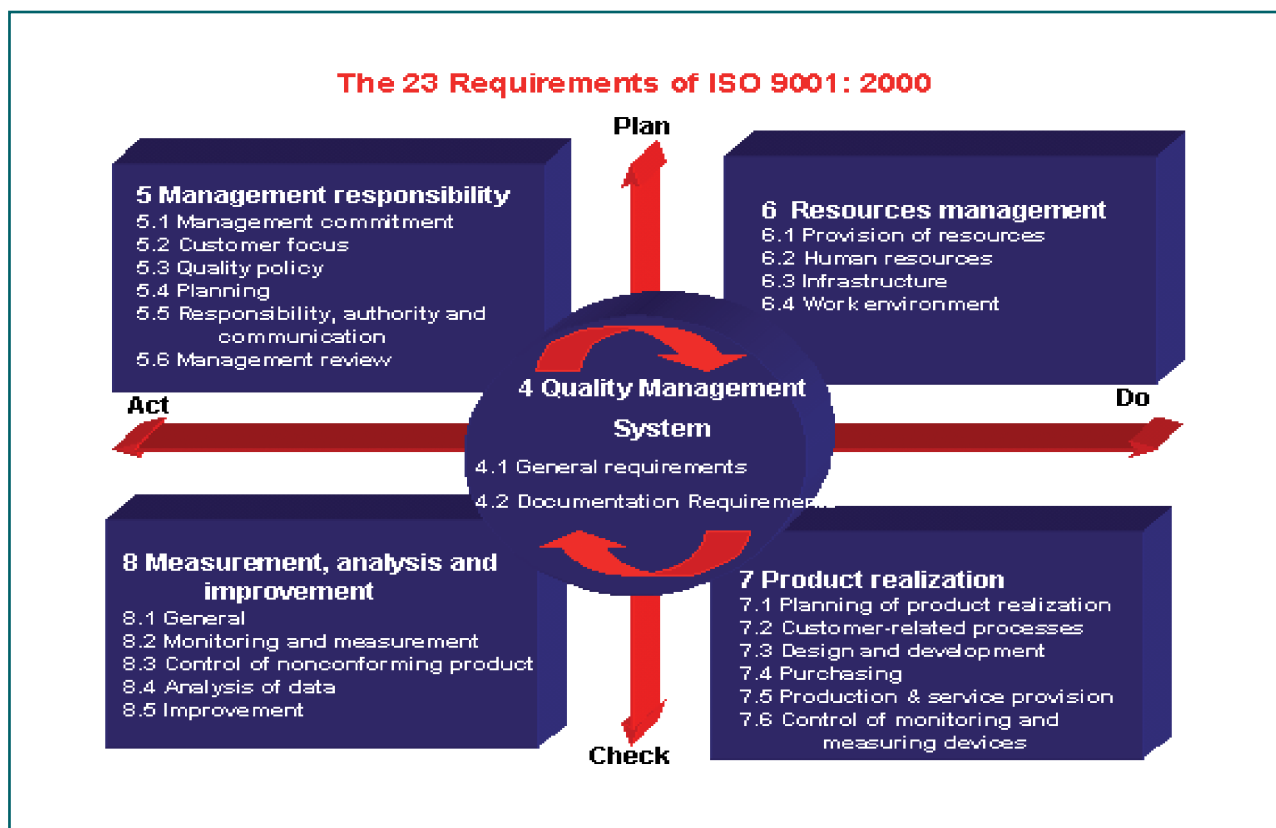 The 23 Requirements of ISO 9001: 2000
Plan
5 Management responsibility
5.1 Management commitment
5.2 Customer focus
5.3 Quality policy
5.4 Planning
5.5 Responsibility, authority and
communication
5.6 Management review
6 Resources management
6.1 Provision of resources
6.2 Human resources
6.3 Infrastructure
6.4 Work environment
Act
Do
4 Quality Management
System
4.1 General requirements
4.2 Documentation Requirements
8 Measurement, analysis and
improvement
8.1 General
8.2 Monitoring and measurement
8.3 Control of nonconforming product
8.4 Analysis of data
8.5 Improvement
7 Product realization
7.1 Planning of product realization
7.2 Customer-related processes
7.3 Design and development
7.4 Purchasing
7.5 Production & service provision
7.6 Control of monitoring and
measuring devices
Check